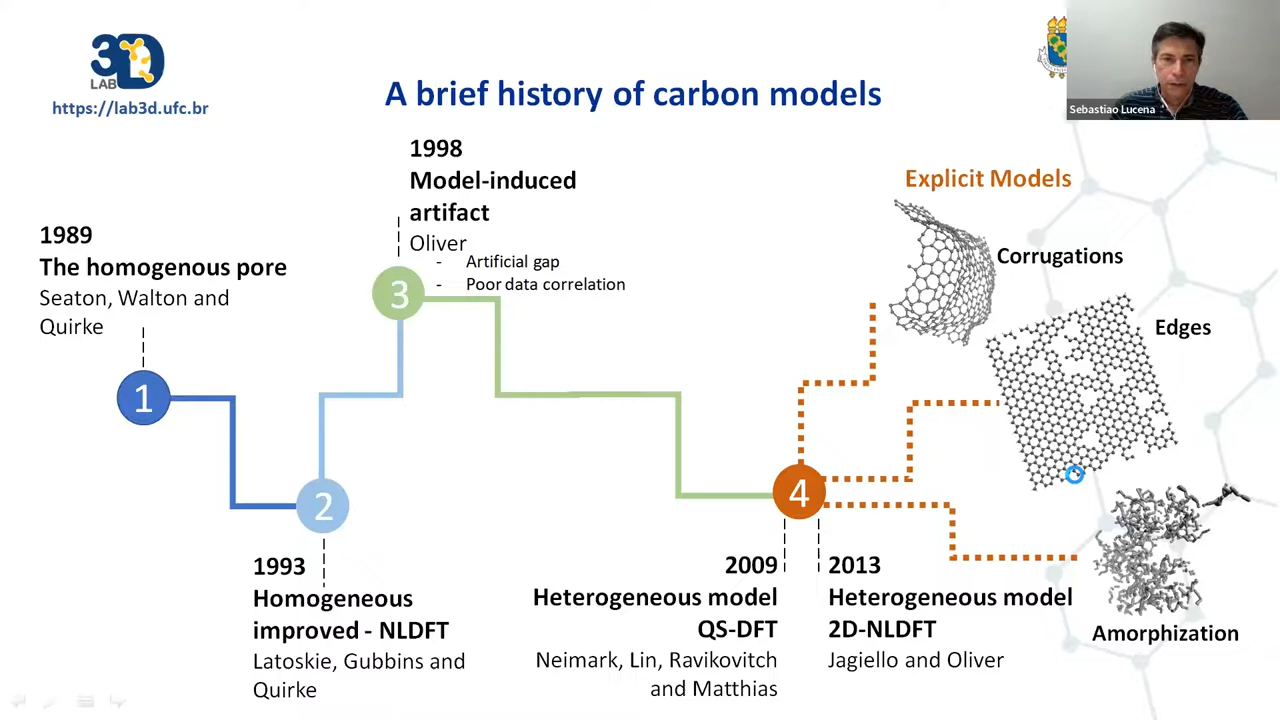 3D
LAB
https://lab3d.ufc.br
A brief history of carbon models
Sebastiao Lucena
1989
The homogenous pore
Seaton, Walton and
Quirke
1
2
1993
Homogeneous
improved - NLDFT
Latoskie, Gubbins and
Quirke
1998
Model-induced
artifact
Oliver
- Artificial gap
- Poor data correlation
3
4
2009
Heterogeneous model
QS-DFT
Neimark, Lin, Ravikovitch
and Matthias
2013
Heterogeneous model
2D-NLDFT
Jagiello and Oliver
Explicit Models
Corrugations
Edges
Amorphization